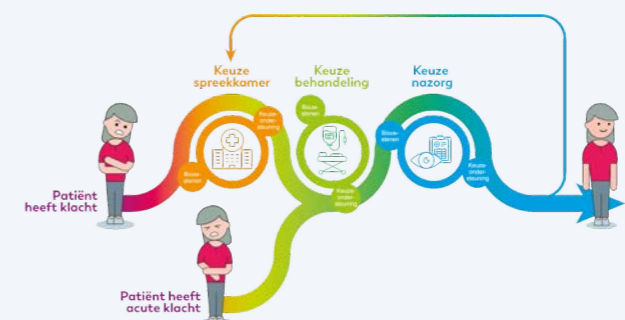 Keuze
spreekkamer
Keuze
behandeling
Keuze
nazorg
Keuze-
onder-
steuning
Bouw-
stenen
Bouw-
stenen
Keuze-
onder-
steuning
Bouw-
stenen
Keuze-
onder-
steuning
Patiënt
heeft klacht
Patiënt heeft
acute klacht